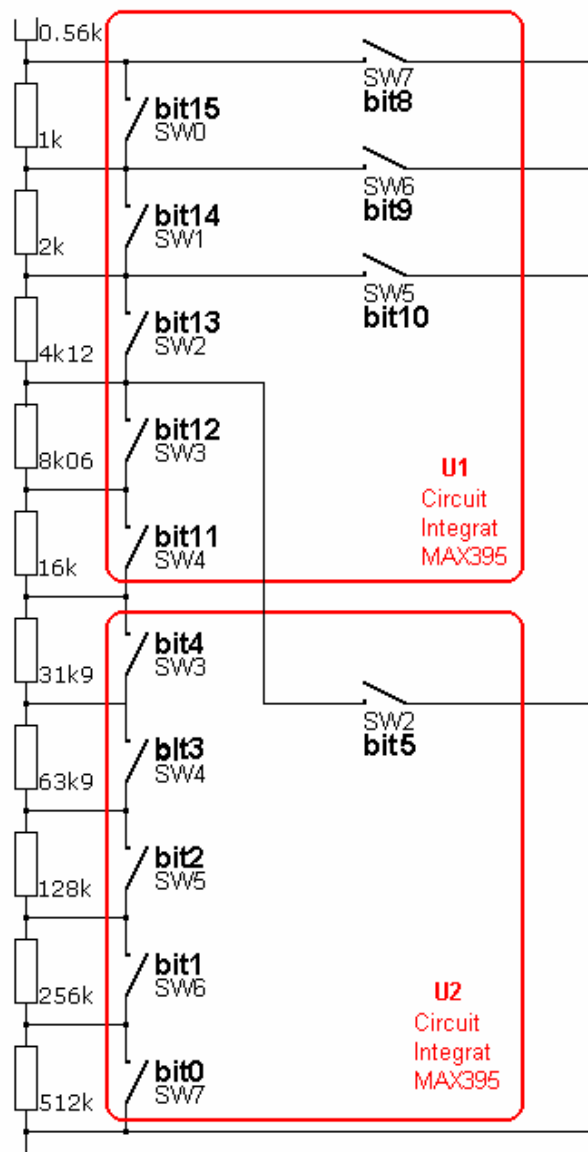 0.56k
SW7
bit8
bit15
SW0
1k
SW6
bit9
bit14
SW1
2k
SW5
bit10
bit13
SW2
4k12
bit12
SW3
8k06
U1
Circuit
Integrat
MAX395
bit11
SW4
16k
bit4
SW3
31k9
SW2
bit5
blt3
SW4
63k9
bit2
SW5
128k
bit1
SW6
256k
U2
Circuit
Integrat
MAX395
bit0
SW7
512k